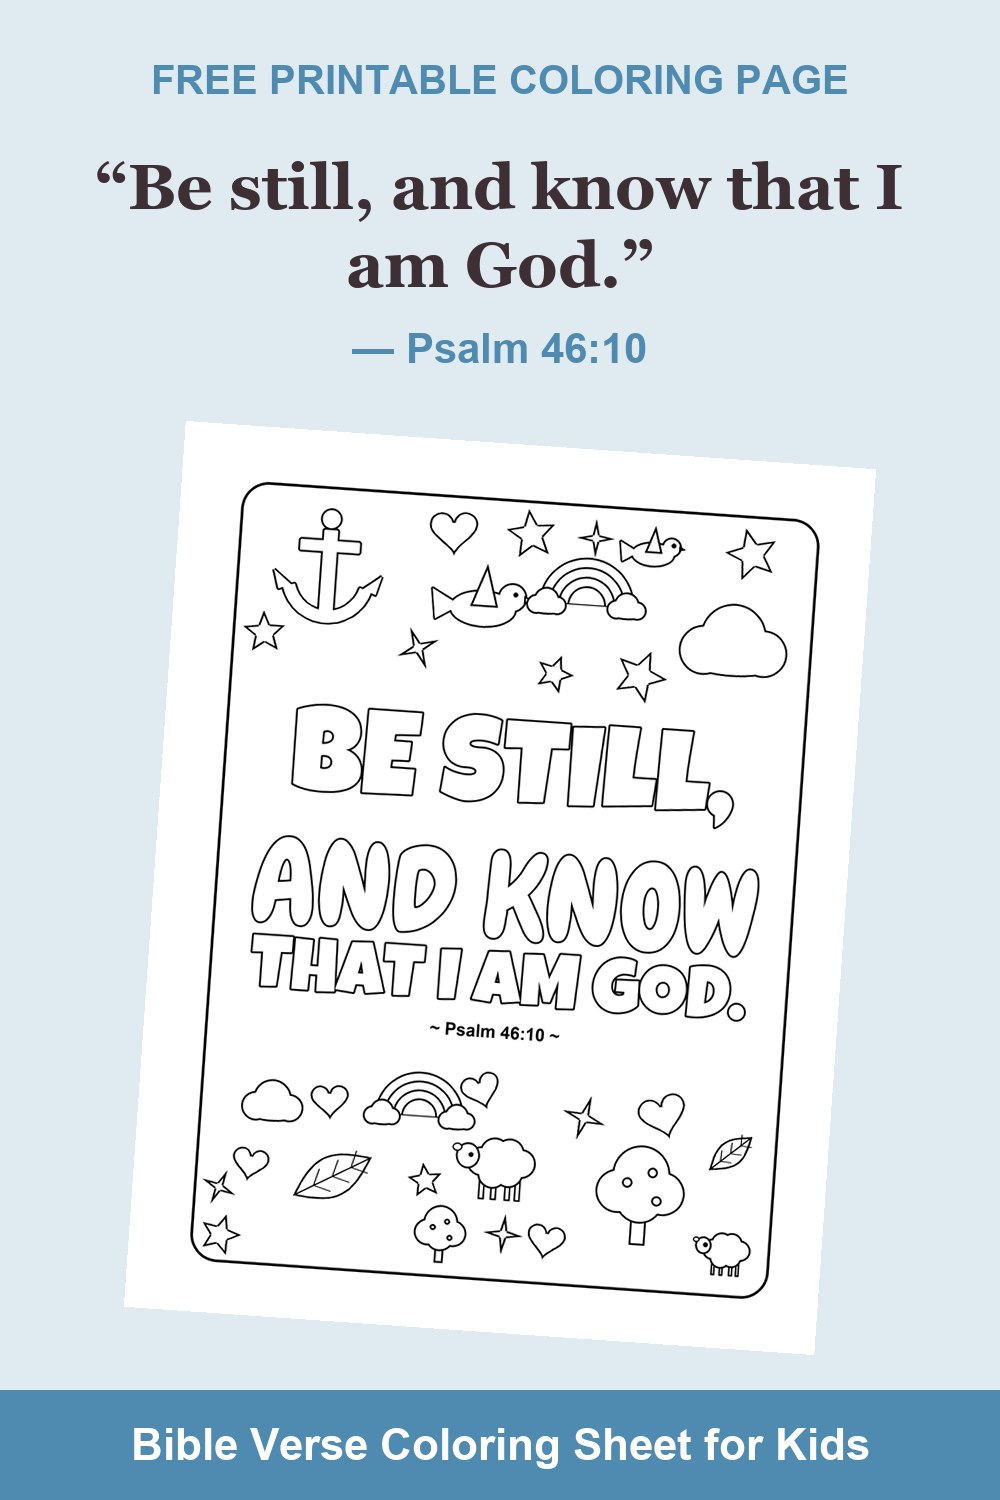 FREE PRINTABLE COLORING PAGE
“Be still, and know that I
am God.”
— Psalm 46:10
BE STILL,
AND KNOW
THAT I AM GOD.
~ Psalm 46:10 ~
Bible Verse Coloring Sheet for Kids